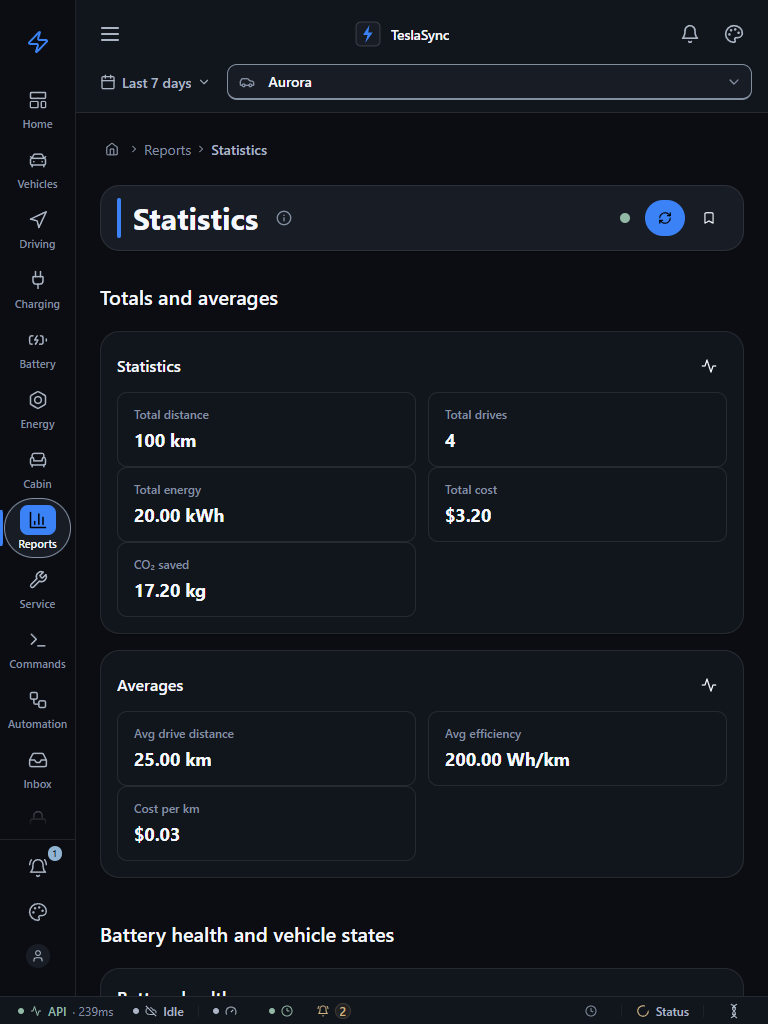 TeslaSync
Last 7 days
Aurora
Home
Vehicles
Driving
Charging
Battery
Energy
Cabin
Reports
Service
Commands
Automation
Inbox
1
Reports
Statistics
Statistics
Totals and averages
Statistics
Total distance
100 km
Total drives
4
Total energy
20.00 kWh
Total cost
$3.20
CO₂ saved
17.20 kg
Averages
Avg drive distance
25.00 km
Avg efficiency
200.00 Wh/km
Cost per km
$0.03
Battery health and vehicle states
Battery health
API · 239ms
Idle
2
Status